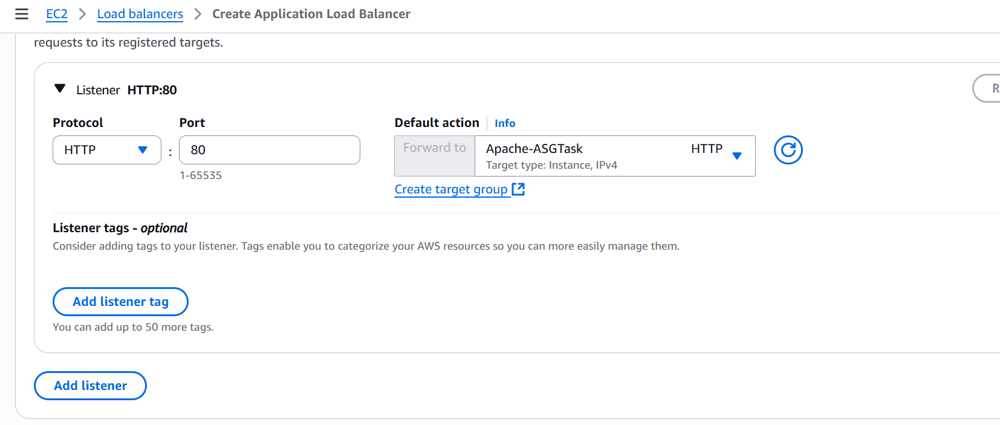 EC2 > Load balancers > Create Application Load Balancer
requests to its registered targets.
Listener HTTP:80
R
Protocol
Port
Default action
Info
HTTP
:
80
Forward to
Apache-ASGTask
HTTP
Target type: Instance, IPv4
1-65535
Create target group
Listener tags - optional
Consider adding tags to your listener. Tags enable you to categorize your AWS resources so you can more easily manage them.
Add listener tag
You can add up to 50 more tags.
Add listener